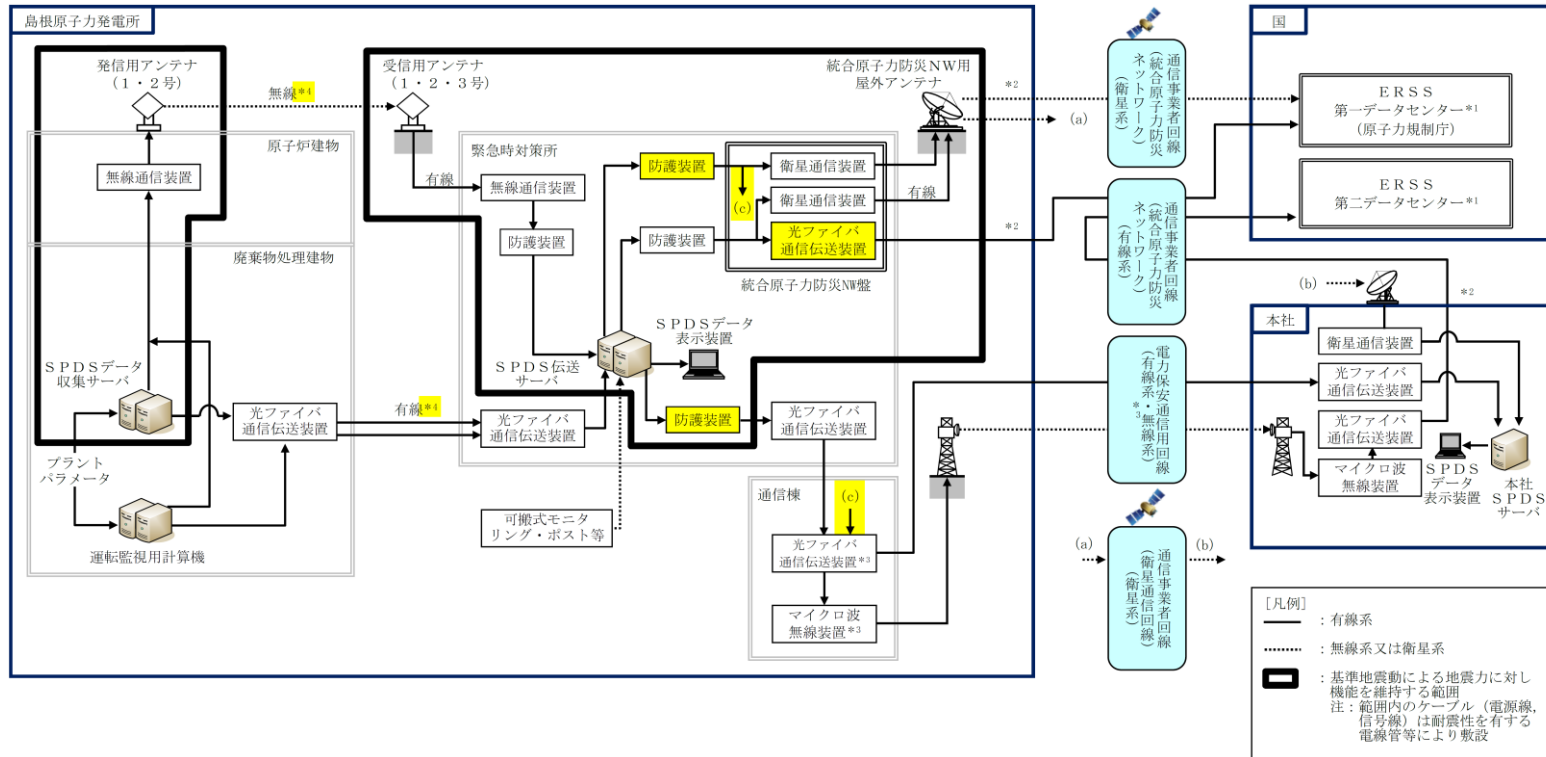 島根原子力発電所
発信用アンテナ
(1・2号)
無線*4
原子炉建物
無線通信装置
廃棄物処理建物
SPDSデータ
収集サーバ
光ファイバ
通信伝送装置
プラント
パラメータ
運転監視用計算機
有線*4
受信用アンテナ
(1・2・3号)
有線
緊急時対策所
無線通信装置
防護装置
SPDS伝送
サーバ
光ファイバ
通信伝送装置
可搬式モニタ
リング・ポスト等
防護装置
(c)
防護装置
衛星通信装置
衛星通信装置
光ファイバ
通信伝送装置
有線
統合原子力防災NW盤
統合原子力防災NW用
屋外アンテナ
SPDSデータ
表示装置
防護装置
光ファイバ
通信伝送装置
通信棟
(c)
光ファイバ
通信伝送装置*3
マイクロ波
無線装置*3
*2
(a)
*2
通信事業者回線
(統合原子力防災
ネットワーク)
(衛星系)
通信事業者回線
(統合原子力防災
ネットワーク)
(有線系)
電力保安通信用回線
(有線系・無線系)
*3
(a)
(b)
通信事業者回線
(衛星通信回線)
(衛星系)
国
ERSS
第一データセンター*1
(原子力規制庁)
ERSS
第二データセンター*1
(b)
*2
本社
衛星通信装置
光ファイバ
通信伝送装置
光ファイバ
通信伝送装置
マイクロ波
無線装置
SPDS
データ
表示装置
本社
SPDS
サーバ
[凡例]
:有線系
:無線系又は衛星系
:基準地震動による地震力に対し
機能を維持する範囲
注:範囲内のケーブル(電源線,
信号線)は耐震性を有する
電線管等により敷設